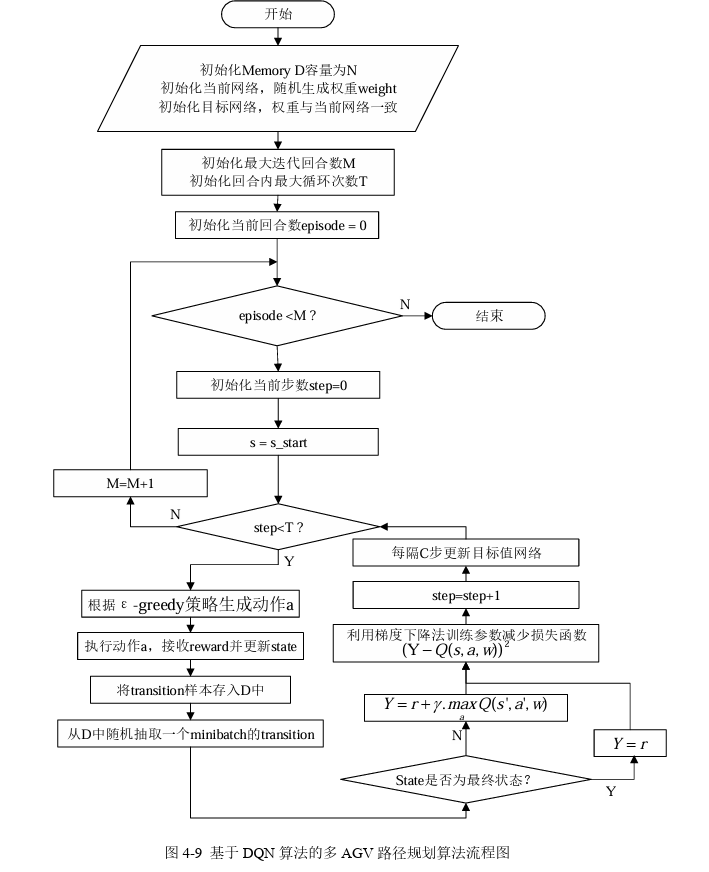 开始
初始化Memory D容量为N
初始化当前网络，随机生成权重weight
初始化目标网络，权重与当前网络一致
初始化最大迭代回合数M
初始化回合内最大循环次数T
初始化当前回合数episode = 0
episode <M ?
N
结束
初始化当前步数step=0
s = s_start
M=M+1
N
step<T ?
Y
根据 ε -greedy策略生成动作a
执行动作a，接收reward并更新state
将transition样本存入D中
从D中随机抽取一个minibatch的transition
State是否为最终状态?
N
Y
Y = r + γ.max Q(s', a', w)
a
Y = r
利用梯度下降法训练参数减少损失函数
(Y − Q(s, a, w))²
step=step+1
每隔C步更新目标值网络
图 4-9 基于 DQN 算法的多 AGV 路径规划算法流程图